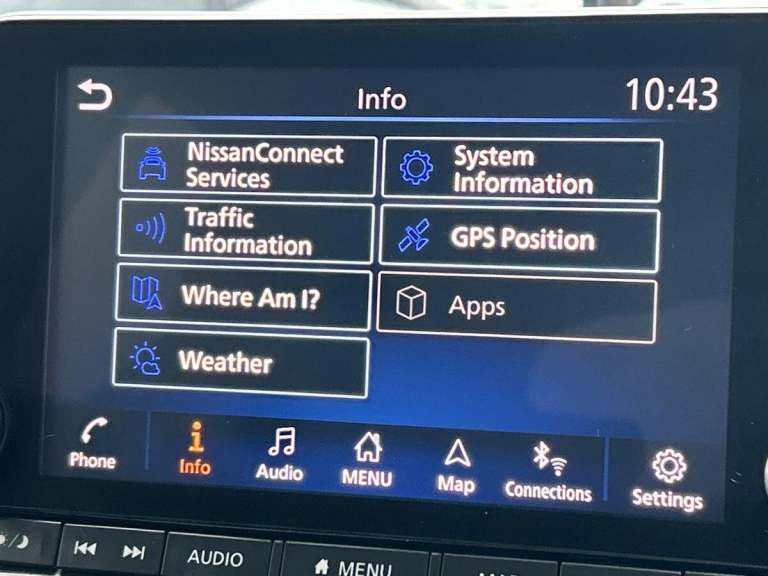 Info
10:43
NissanConnect
Services
System
Information
Traffic
Information
GPS Position
Where Am I?
Apps
Weather
Phone
Info
Audio
MENU
Map
Connections
Settings
AUDIO
MENU